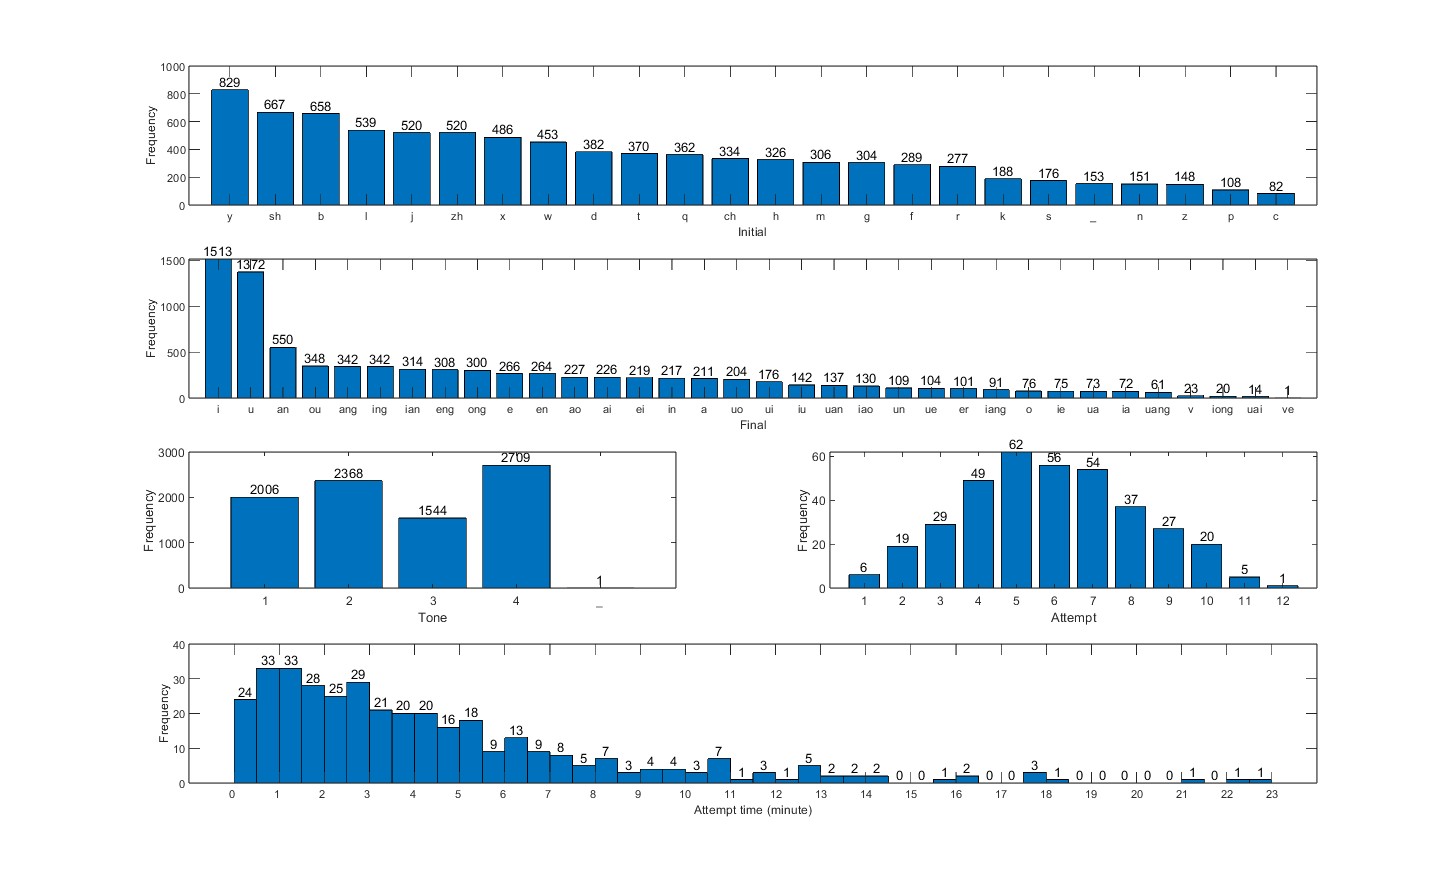 1000
800
600
400
200
0
Frequency
829 667 658 539 520 520 486 453 382 370 362 334 326 306 304 289 277 188 176 153 151 148 108 82
y sh b l j zh x w d t q ch h m g f r k s _ n z p c
Initial
1500
1000
500
0
Frequency
1513 1372 550 348 342 342 314 308 300 266 264 227 226 219 217 211 204 176 142 137 130 109 104 101 91 76 75 73 72 61 23 20 14 1
i u an ou ang ing ian eng ong e en ao ai ei in a uo ui iu uan iao un ue er iang o ie ua ia uang v iong uai ve
Final
3000
2000
1000
0
Frequency
2006 2368 1544 2709 1
1 2 3 4 _
Tone
60
40
20
0
Frequency
6 19 29 49 62 56 54 37 27 20 5 1
1 2 3 4 5 6 7 8 9 10 11 12
Attempt
40
30
20
10
0
Frequency
24 33 33 28 25 29 21 20 20 16 18 9 13 9 8 5 7 3 4 4 3 7 1 3 1 5 2 2 2 0 0 1 2 0 0 3 1 0 0 0 0 0 1 0 1 1
0 1 2 3 4 5 6 7 8 9 10 11 12 13 14 15 16 17 18 19 20 21 22 23
Attempt time (minute)